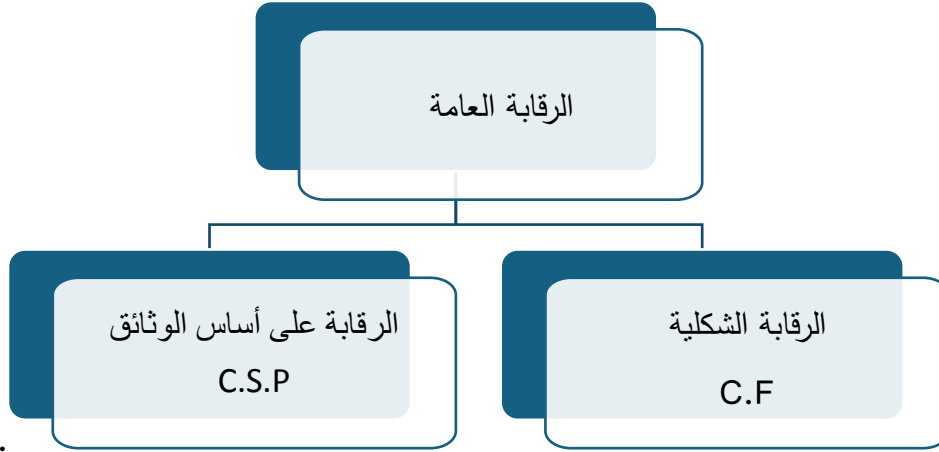 الرقابة العامة
الرقابة الشكلية
C.F
الرقابة على أساس الوثائق
C.S.P
.